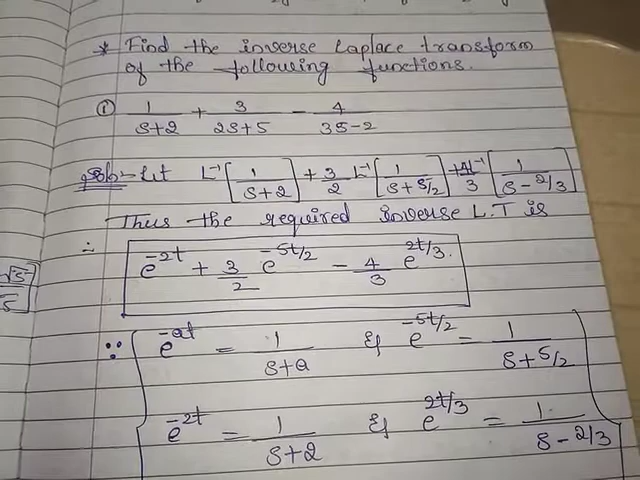 * Find the inverse Laplace transform
of the following functions.
① 1/(s+2) + 3/(2s+5) - 4/(3s-2)
Sol:- Let L⁻¹[1/(s+2)] + 3/2 L⁻¹[1/(s+5/2)] + 4/3 L⁻¹[1/(s-2/3)]
Thus the required inverse L.T is
∴ e^(-2t) + 3/2 e^(-5t/2) - 4/3 e^(2t/3).
∵ e^(-at) = 1/(s+a) & e^(-5t/2) = 1/(s+5/2)
e^(-2t) = 1/(s+2) & e^(2t/3) = 1/(s-2/3)
√5
5